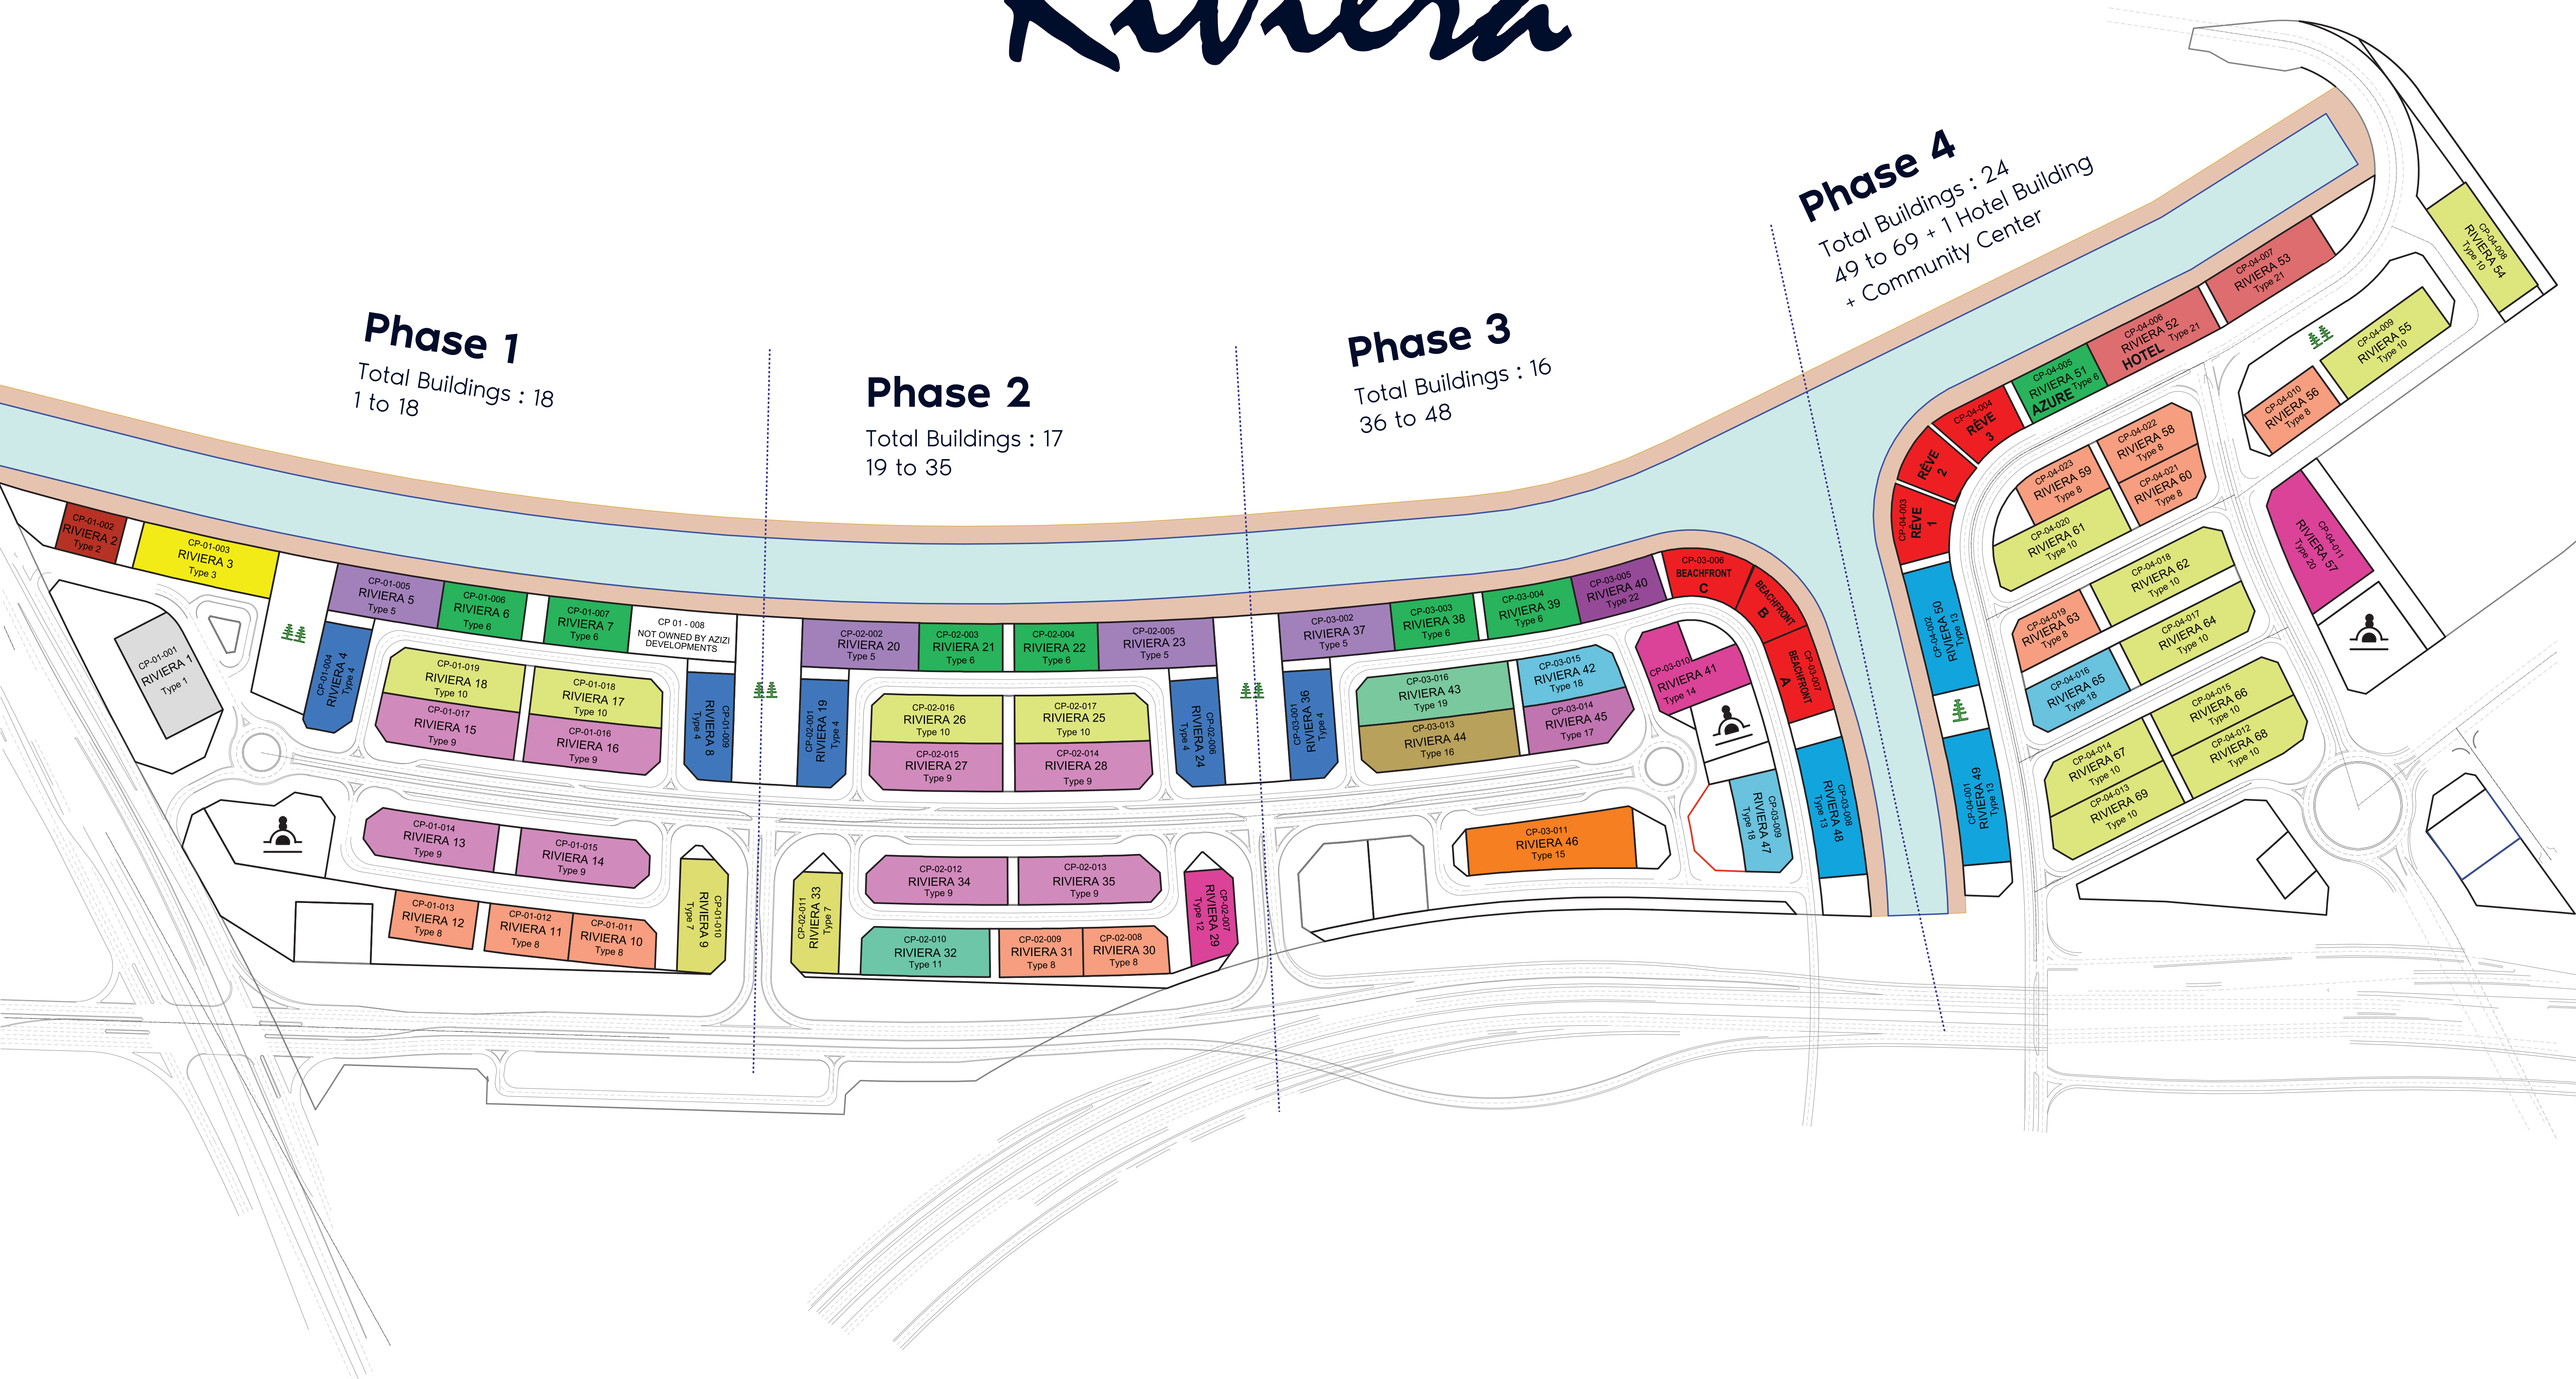 Riviera
Phase 1
Total Buildings : 18
1 to 18
Phase 2
Total Buildings : 17
19 to 35
Phase 3
Total Buildings : 16
36 to 48
Phase 4
Total Buildings : 24
49 to 69 + 1 Hotel Building
+ Community Center
CP-01-001
RIVIERA 1
Type 1
CP-01-002
RIVIERA 2
Type 2
CP-01-003
RIVIERA 3
Type 3
CP-01-004
RIVIERA 4
Type 4
CP-01-005
RIVIERA 5
Type 5
CP-01-006
RIVIERA 6
Type 6
CP-01-007
RIVIERA 7
Type 6
CP 01 - 008
NOT OWNED BY AZIZI
DEVELOPMENTS
CP-01-009
RIVIERA 8
Type 4
CP-01-019
RIVIERA 18
Type 10
CP-01-018
RIVIERA 17
Type 10
CP-01-017
RIVIERA 15
Type 9
CP-01-016
RIVIERA 16
Type 9
CP-01-014
RIVIERA 13
Type 9
CP-01-015
RIVIERA 14
Type 9
CP-01-013
RIVIERA 12
Type 8
CP-01-012
RIVIERA 11
Type 8
CP-01-011
RIVIERA 10
Type 8
CP-01-010
RIVIERA 9
Type 7
CP-02-001
RIVIERA 19
Type 4
CP-02-002
RIVIERA 20
Type 5
CP-02-003
RIVIERA 21
Type 6
CP-02-004
RIVIERA 22
Type 6
CP-02-005
RIVIERA 23
Type 5
CP-02-006
RIVIERA 24
Type 4
CP-02-016
RIVIERA 26
Type 10
CP-02-017
RIVIERA 25
Type 10
CP-02-015
RIVIERA 27
Type 9
CP-02-014
RIVIERA 28
Type 9
CP-02-011
RIVIERA 33
Type 7
CP-02-012
RIVIERA 34
Type 9
CP-02-013
RIVIERA 35
Type 9
CP-02-007
RIVIERA 29
Type 12
CP-02-010
RIVIERA 32
Type 11
CP-02-009
RIVIERA 31
Type 8
CP-02-008
RIVIERA 30
Type 8
CP-03-001
RIVIERA 36
Type 4
CP-03-002
RIVIERA 37
Type 5
CP-03-003
RIVIERA 38
Type 6
CP-03-004
RIVIERA 39
Type 6
CP-03-005
RIVIERA 40
Type 22
CP-03-006
BEACHFRONT
C
BEACHFRONT
B
CP-03-007
BEACHFRONT
A
CP-03-016
RIVIERA 43
Type 19
CP-03-015
RIVIERA 42
Type 18
CP-03-013
RIVIERA 44
Type 16
CP-03-014
RIVIERA 45
Type 17
CP-03-010
RIVIERA 41
Type 14
CP-03-011
RIVIERA 46
Type 15
CP-03-009
RIVIERA 47
Type 18
CP-03-008
RIVIERA 48
Type 13
CP-04-001
RIVIERA 49
Type 13
CP-04-002
RIVIERA 50
Type 13
CP-04-003
RÊVE
1
RÊVE
2
CP-04-004
RÊVE
3
CP-04-005
RIVIERA 51
AZURE Type 6
CP-04-006
RIVIERA 52
HOTEL Type 21
CP-04-007
RIVIERA 53
Type 21
CP-04-008
RIVIERA 54
Type 10
CP-04-009
RIVIERA 55
Type 10
CP-04-010
RIVIERA 56
Type 8
CP-04-011
RIVIERA 57
Type 20
CP-04-022
RIVIERA 58
Type 8
CP-04-023
RIVIERA 59
Type 8
CP-04-021
RIVIERA 60
Type 8
CP-04-020
RIVIERA 61
Type 10
CP-04-018
RIVIERA 62
Type 10
CP-04-019
RIVIERA 63
Type 8
CP-04-017
RIVIERA 64
Type 10
CP-04-016
RIVIERA 65
Type 18
CP-04-015
RIVIERA 66
Type 10
CP-04-014
RIVIERA 67
Type 10
CP-04-012
RIVIERA 68
Type 10
CP-04-013
RIVIERA 69
Type 10